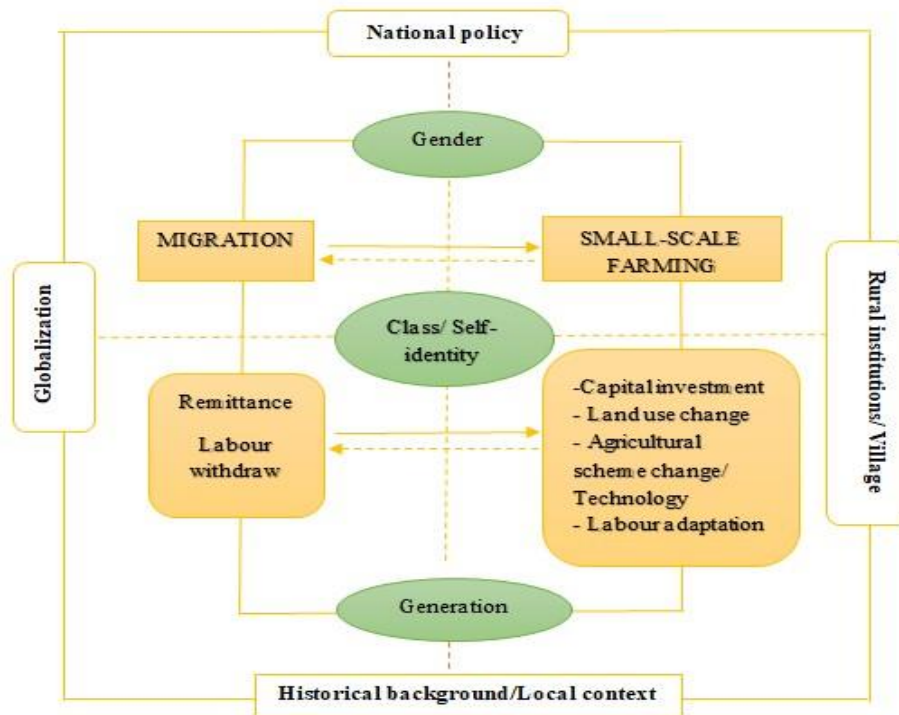 National policy
Gender
MIGRATION
SMALL-SCALE
FARMING
Globalization
Class/ Self-
identity
Rural institutions/ Village
Remittance
Labour
withdraw
-Capital investment
- Land use change
- Agricultural
scheme change/
Technology
- Labour adaptation
Generation
Historical background/Local context